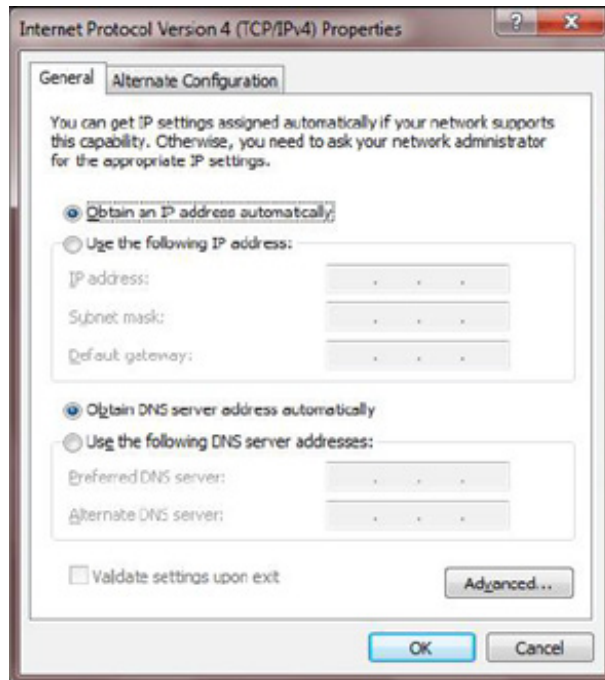 Internet Protocol Version 4 (TCP/IPv4) Properties
General
Alternate Configuration
You can get IP settings assigned automatically if your network supports
this capability. Otherwise, you need to ask your network administrator
for the appropriate IP settings.
Obtain an IP address automatically
Use the following IP address:
IP address:
Subnet mask:
Default gateway:
Obtain DNS server address automatically
Use the following DNS server addresses:
Preferred DNS server:
Alternate DNS server:
Validate settings upon exit
Advanced...
OK
Cancel